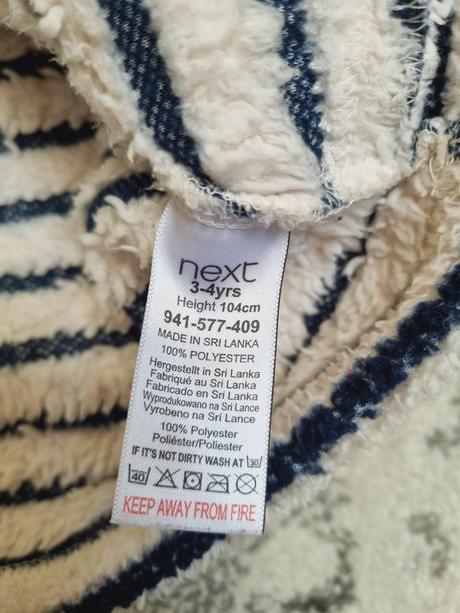 next
3-4yrs
Height 104cm
941-577-409
MADE IN SRI LANKA
100% POLYESTER
Hergestellt in Sri Lanka
Fabriqué au Sri Lanka
Fabricado en Sri Lanka
Wyprodukowano na Sri Lance
Vyrobeno na Sri Lance
100% Polyester
Poliéster/Poliester
IF IT'S NOT DIRTY WASH AT 30
40
KEEP AWAY FROM FIRE